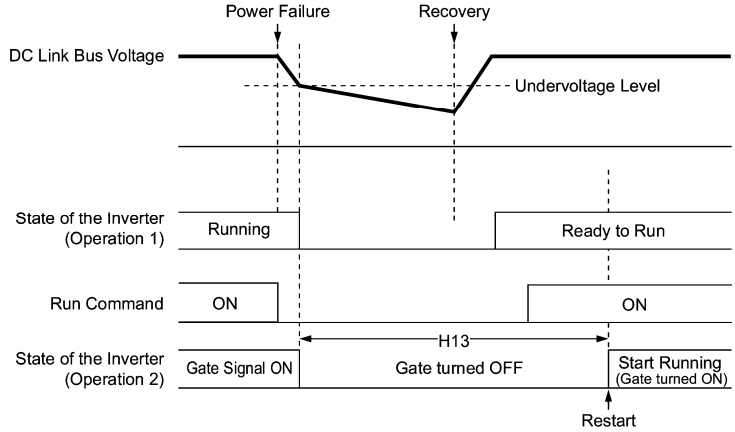 Power Failure
Recovery
DC Link Bus Voltage
Undervoltage Level
State of the Inverter
(Operation 1)
Running
Ready to Run
Run Command
ON
ON
H13
State of the Inverter
(Operation 2)
Gate Signal ON
Gate turned OFF
Start Running
(Gate turned ON)
Restart